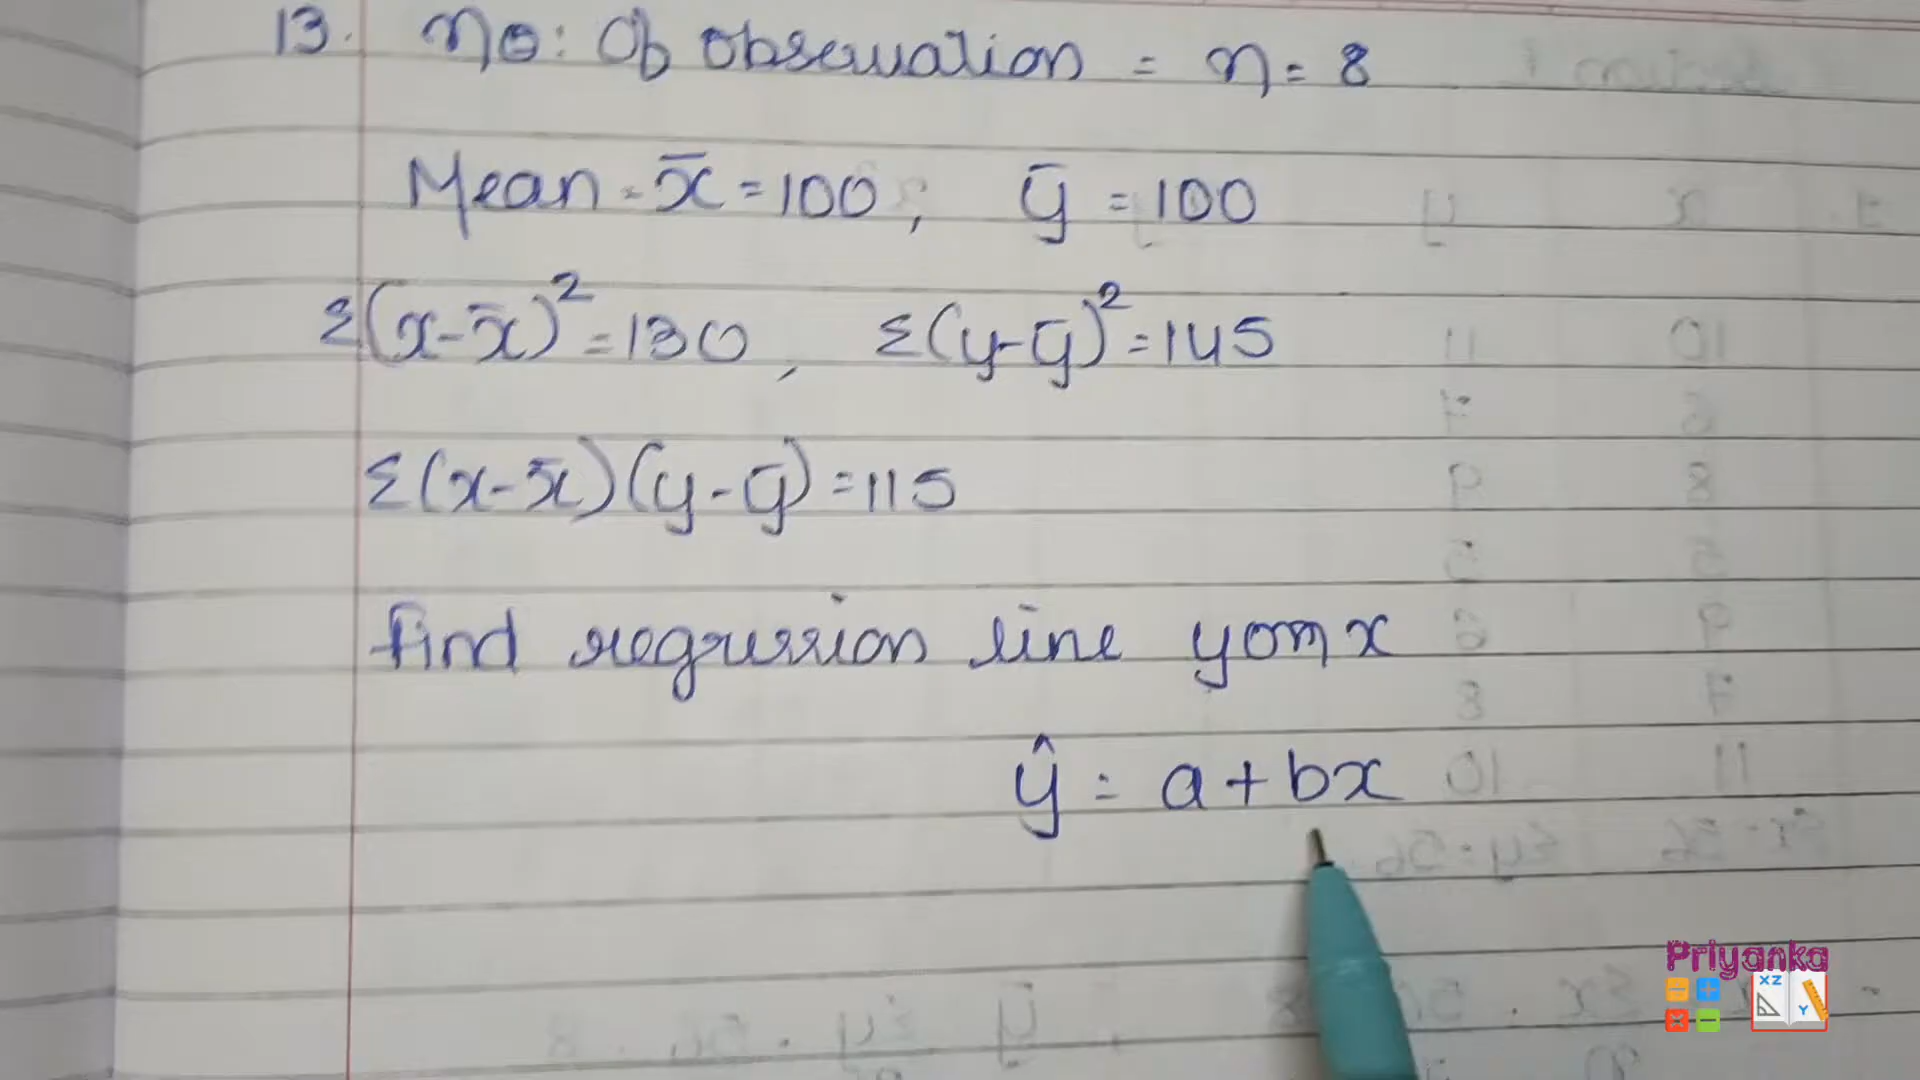 13. No: Of observation = n = 8
Mean = x̄ = 100, ȳ = 100
Σ(x-x̄)² = 130, Σ(y-ȳ)² = 145
Σ(x-x̄)(y-ȳ) = 115
find regression line y on x
ŷ = a + bx
Priyanka
XZ
Y